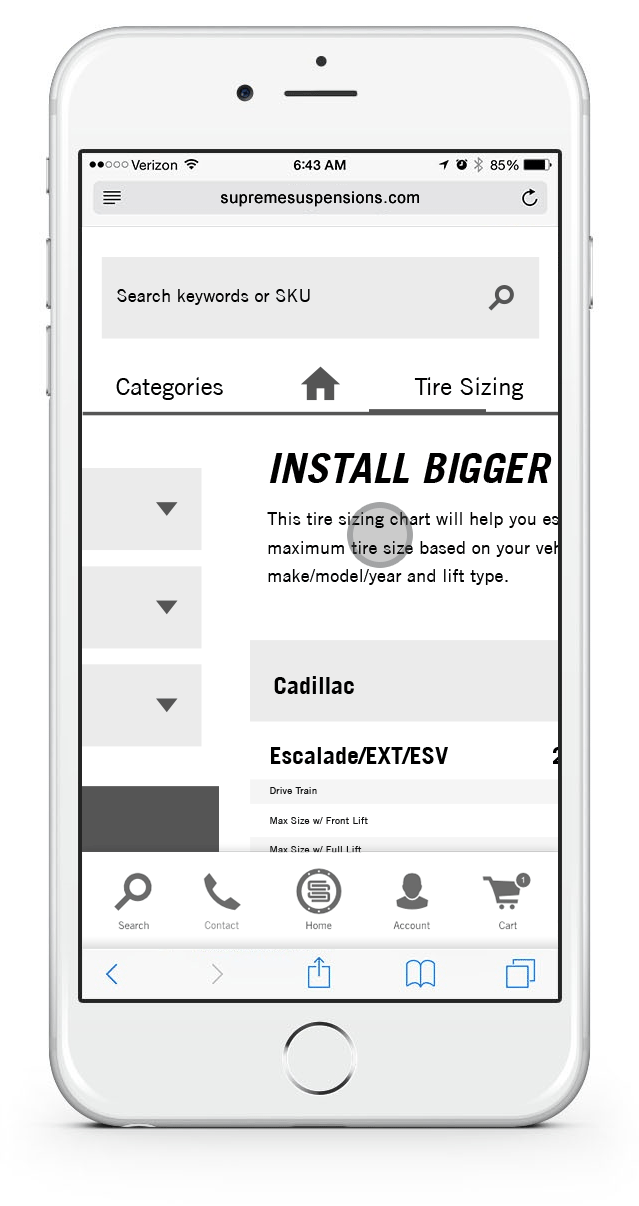 Verizon 6:43 AM 85%
supremesuspensions.com
Search keywords or SKU
Categories Tire Sizing
INSTALL BIGGER
This tire sizing chart will help you es
maximum tire size based on your veh
make/model/year and lift type.
Cadillac
Escalade/EXT/ESV 2
Drive Train
Max Size w/ Front Lift
Max Size w/ Full Lift
1
Search Contact Home Account Cart